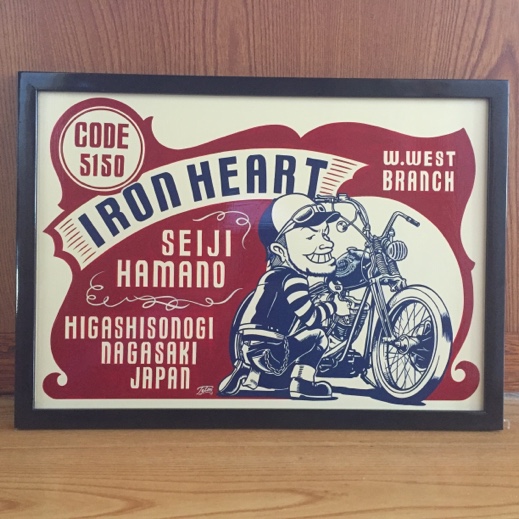 CODE
5150
IRON HEART
W.WEST
BRANCH
SEIJI
HAMANO
HIGASHISONOGI
NAGASAKI
JAPAN